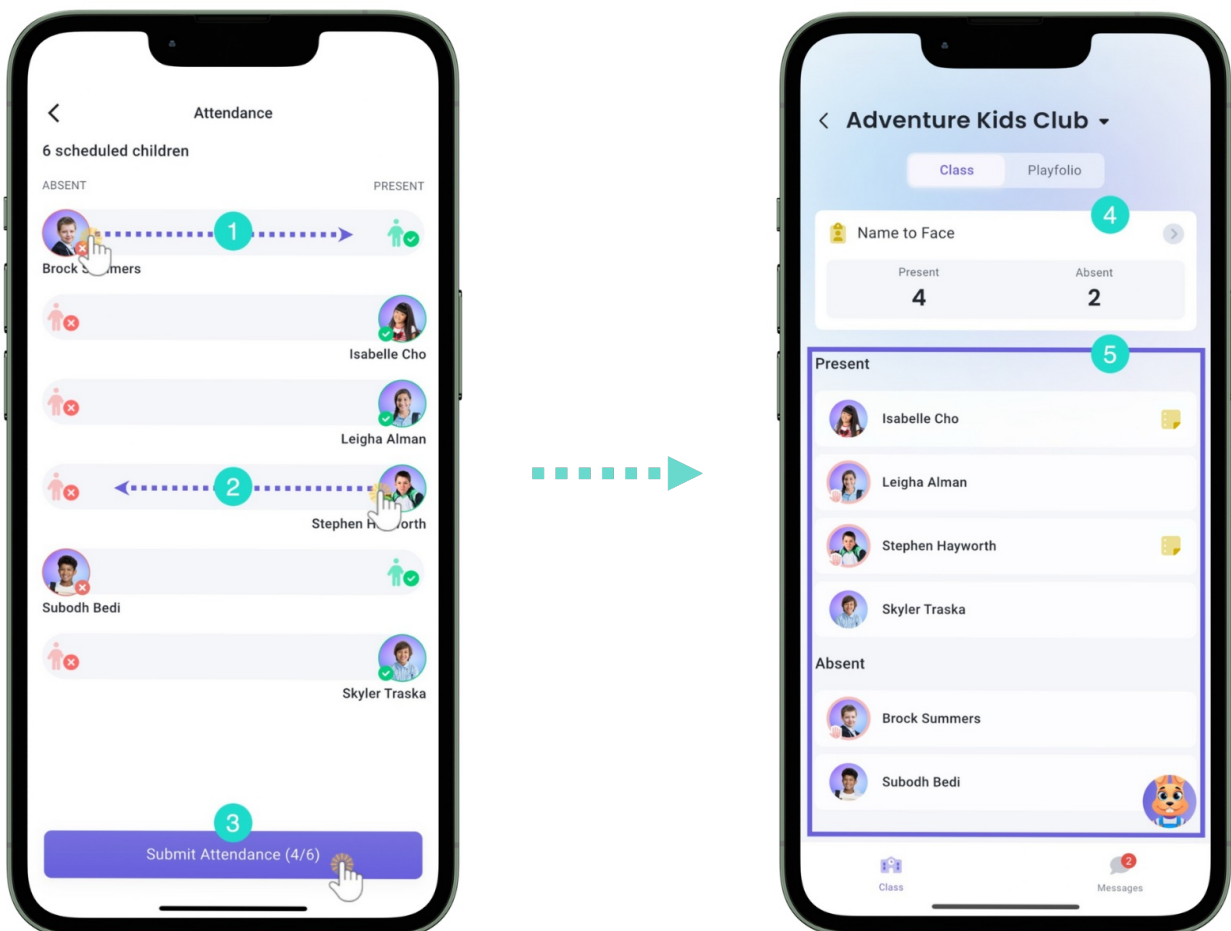 Attendance
6 scheduled children
ABSENT PRESENT
1
Brock Summers
Isabelle Cho
Leigha Alman
2
Stephen Hayworth
Subodh Bedi
Skyler Traska
3
Submit Attendance (4/6)
Adventure Kids Club
Class Playfolio
4
Name to Face
Present Absent
4 2
5
Present
Isabelle Cho
Leigha Alman
Stephen Hayworth
Skyler Traska
Absent
Brock Summers
Subodh Bedi
2
Class Messages